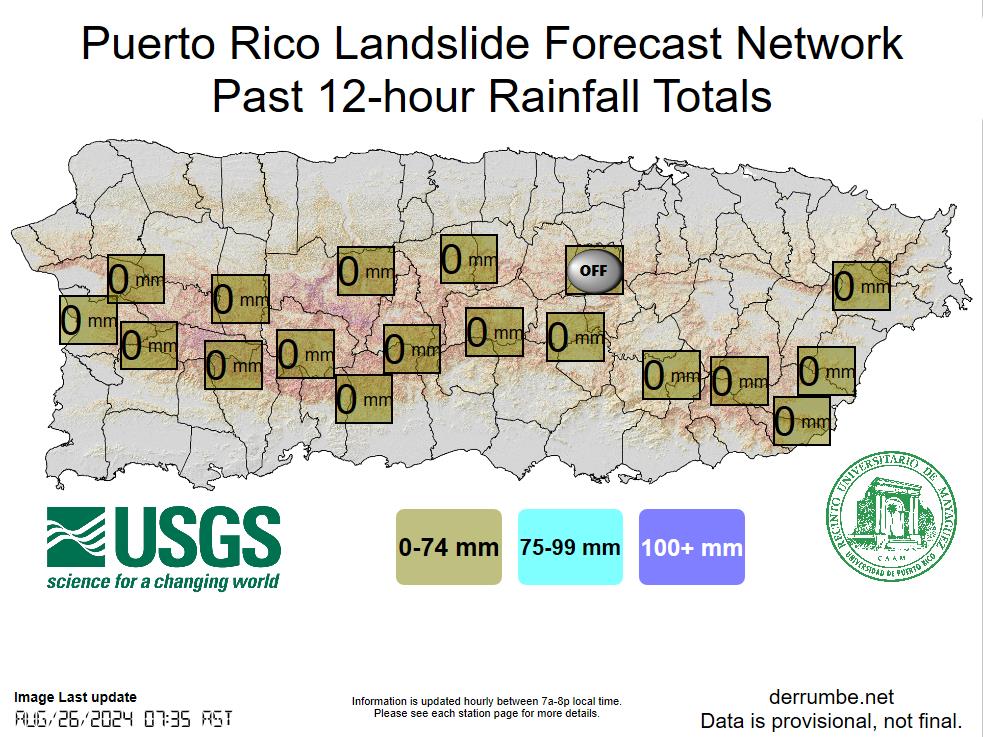 Puerto Rico Landslide Forecast Network
Past 12-hour Rainfall Totals
0 mm
0 mm
0 mm
OFF
0 mm
0 mm
0 mm
0 mm
0 mm
0 mm
0 mm
0 mm
0 mm
0 mm
0 mm
0 mm
0 mm
0 mm
USGS
science for a changing world
0-74 mm
75-99 mm
100+ mm
RECINTO UNIVERSITARIO DE MAYAGÜEZ
CAAM
UNIVERSIDAD DE PUERTO RICO
Image Last update
AUG/26/2024 07:35 AST
Information is updated hourly between 7a-8p local time.
Please see each station page for more details.
derrumbe.net
Data is provisional, not final.